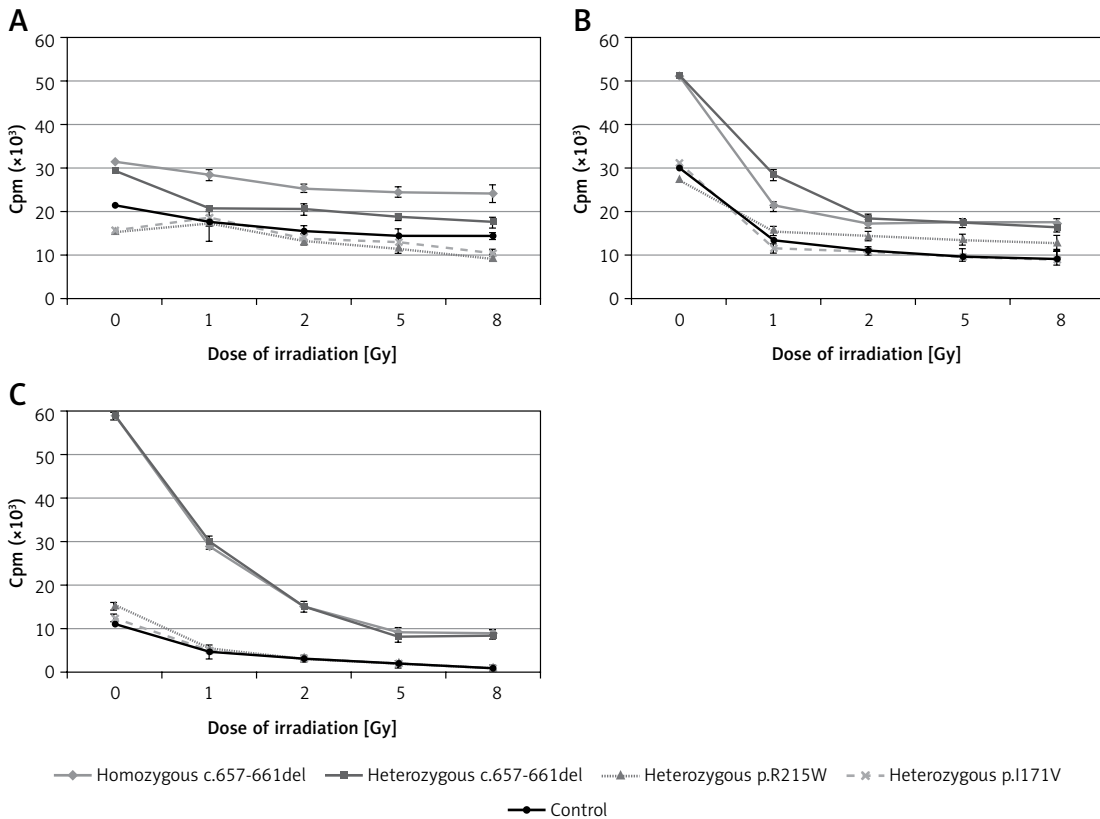 A
60
50
40
30
20
10
0
Cpm (×10³)
0 1 2 5 8
Dose of irradiation [Gy]
B
60
50
40
30
20
10
0
Cpm (×10³)
0 1 2 5 8
Dose of irradiation [Gy]
C
60
50
40
30
20
10
0
Cpm (×10³)
0 1 2 5 8
Dose of irradiation [Gy]
Homozygous c.657-661del Heterozygous c.657-661del Heterozygous p.R215W Heterozygous p.I171V
Control